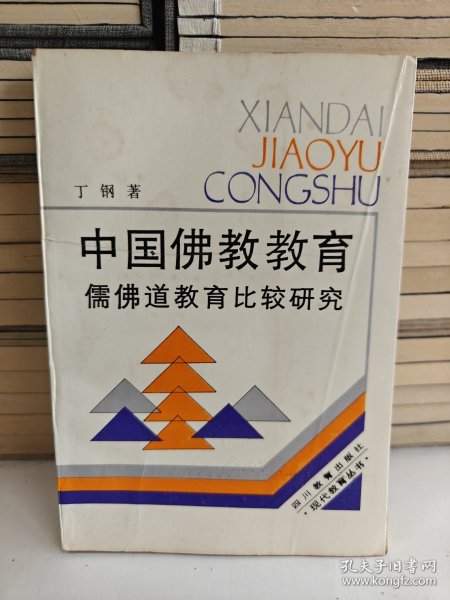 XIANDAI
JIAOYU
CONGSHU
丁钢著
中国佛教教育
儒佛道教育比较研究
四川教育出版社
·现代教育丛书·
孔夫子旧书网
www.kongfz.com